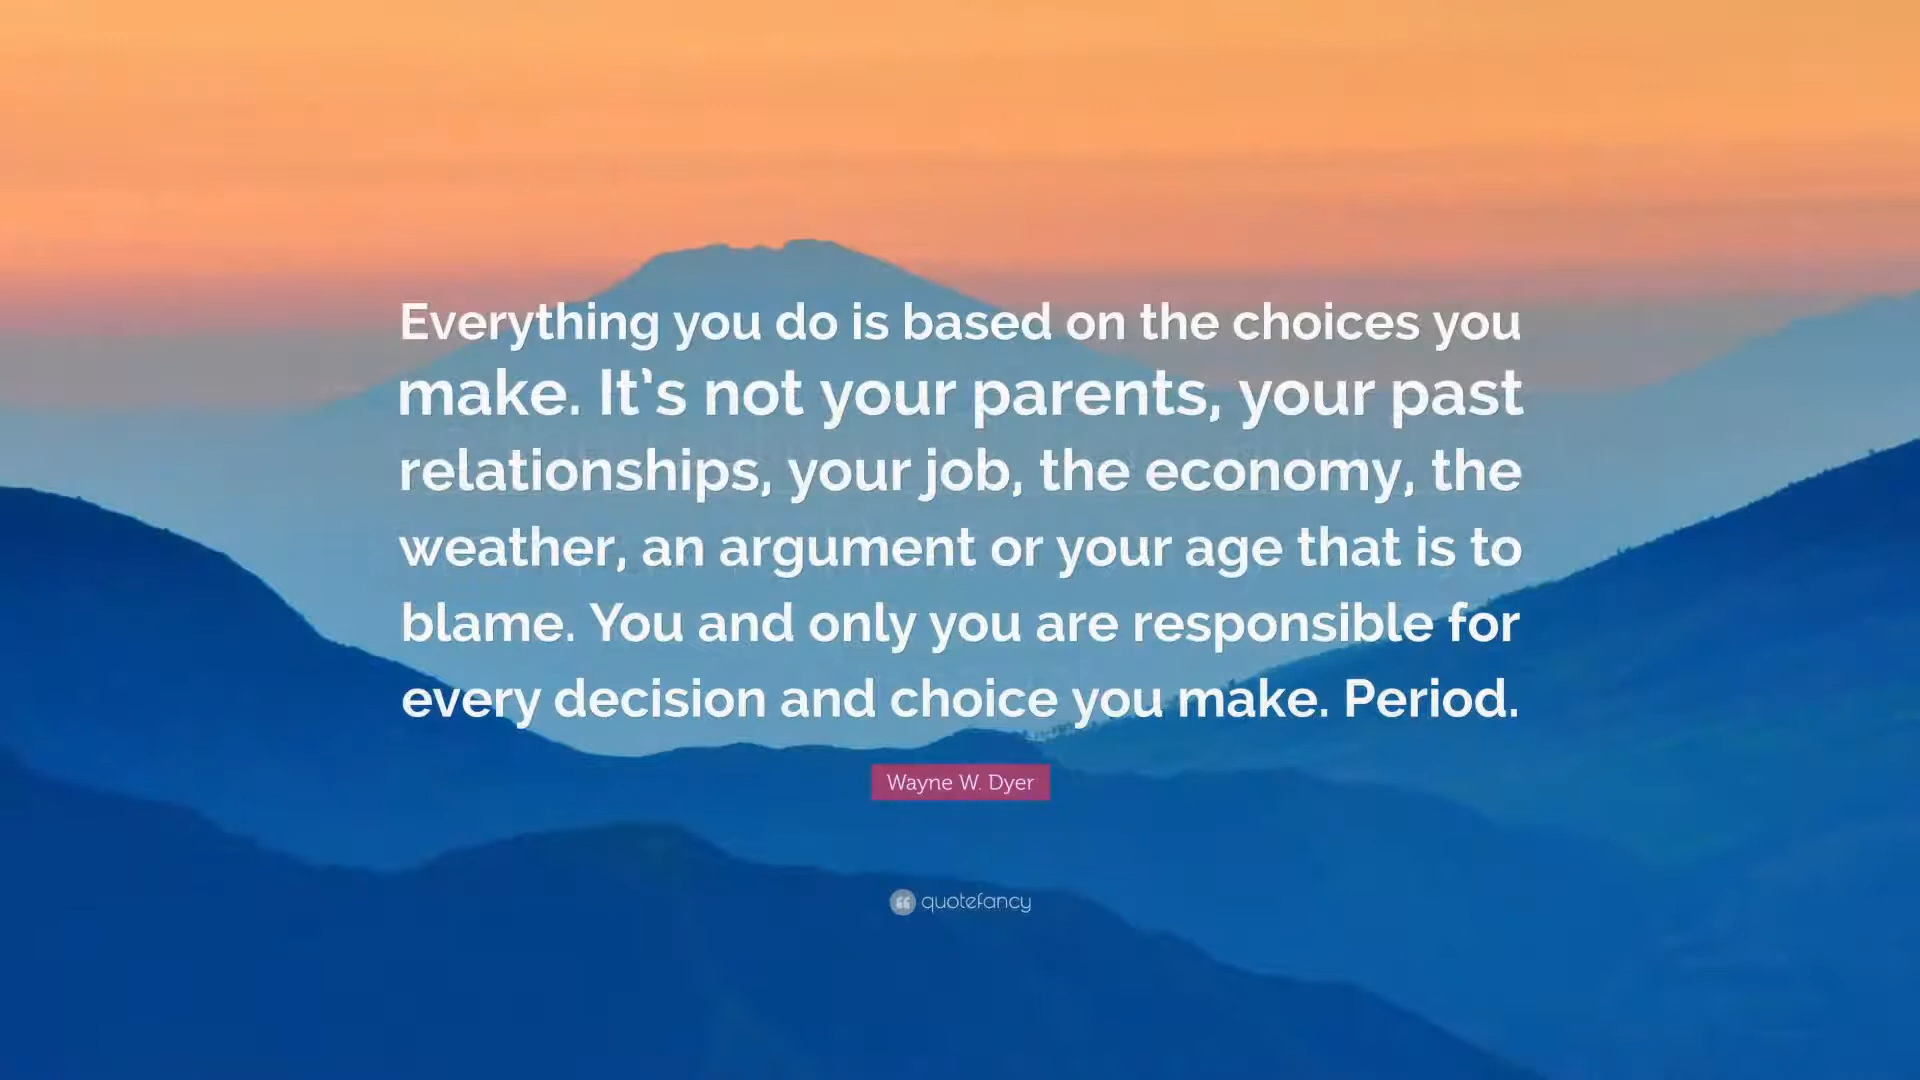 Everything you do is based on the choices you
make. It’s not your parents, your past
relationships, your job, the economy, the
weather, an argument or your age that is to
blame. You and only you are responsible for
every decision and choice you make. Period.
Wayne W. Dyer
quotefancy